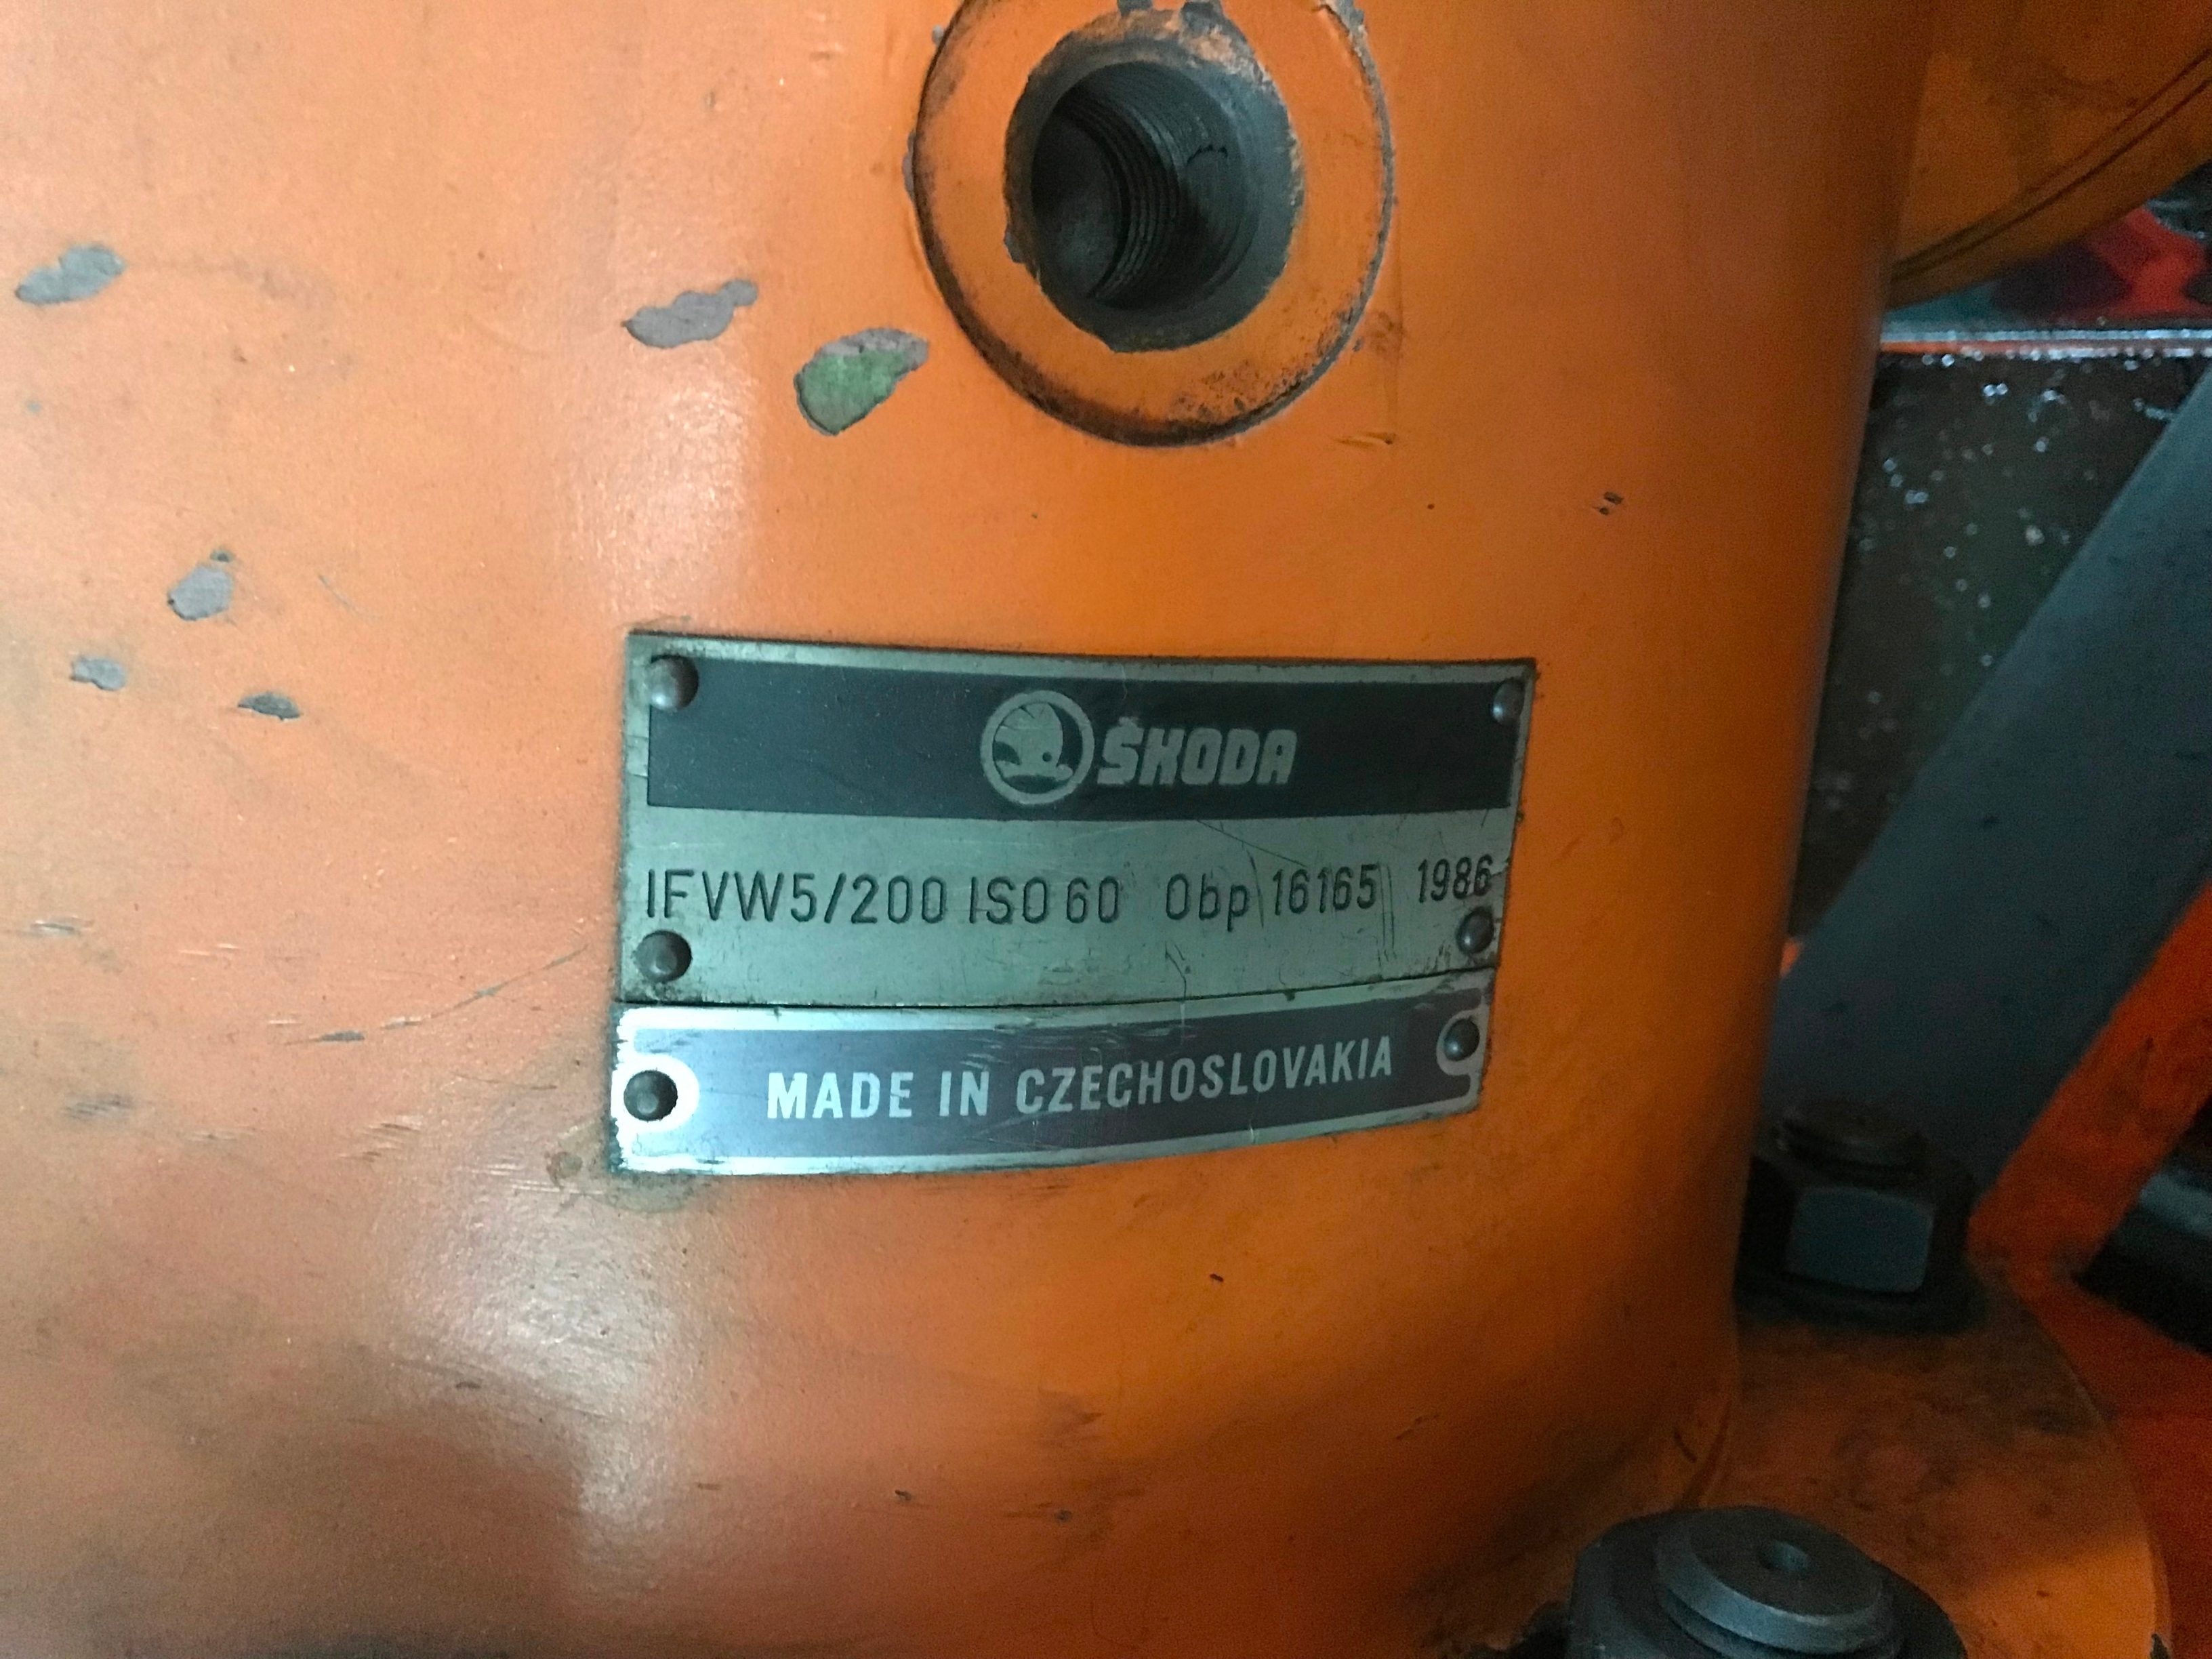 ŠKODA
IFVW5/200 ISO 60 Obp 16165 1986
MADE IN CZECHOSLOVAKIA